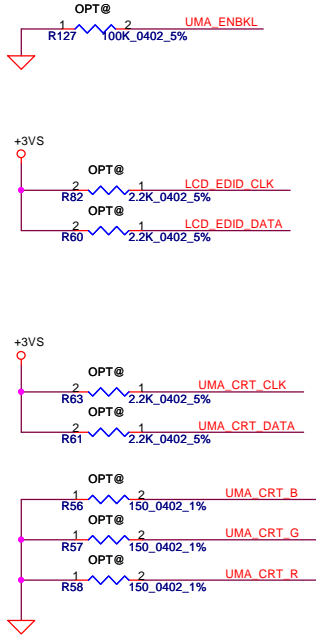 OPT@
1 2 UMA_ENBKL
R127 100K_0402_5%
+3VS
OPT@
2 1 LCD_EDID_CLK
R82 2.2K_0402_5%
OPT@
2 1 LCD_EDID_DATA
R60 2.2K_0402_5%
+3VS
OPT@
2 1 UMA_CRT_CLK
R63 2.2K_0402_5%
OPT@
2 1 UMA_CRT_DATA
R61 2.2K_0402_5%
OPT@
1 2 UMA_CRT_B
R56 150_0402_1%
OPT@
1 2 UMA_CRT_G
R57 150_0402_1%
OPT@
1 2 UMA_CRT_R
R58 150_0402_1%